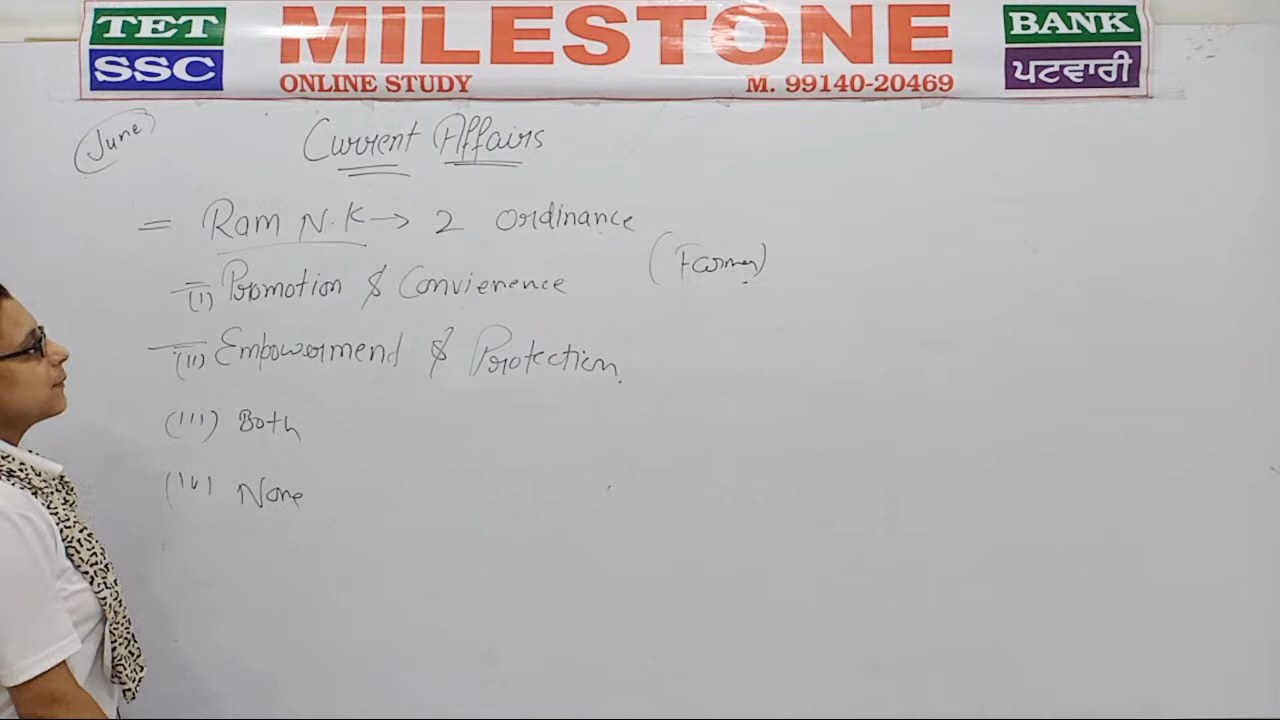 TET
SSC
MILESTONE
ONLINE STUDY
M. 99140-20469
BANK
ਪਟਵਾਰੀ
June
Current Affairs
= Ram N.K → 2 Ordinance
(Farmer)
(i) Promotion & Convienence
(ii) Empowermend & Protection
(iii) Both
(iv) None